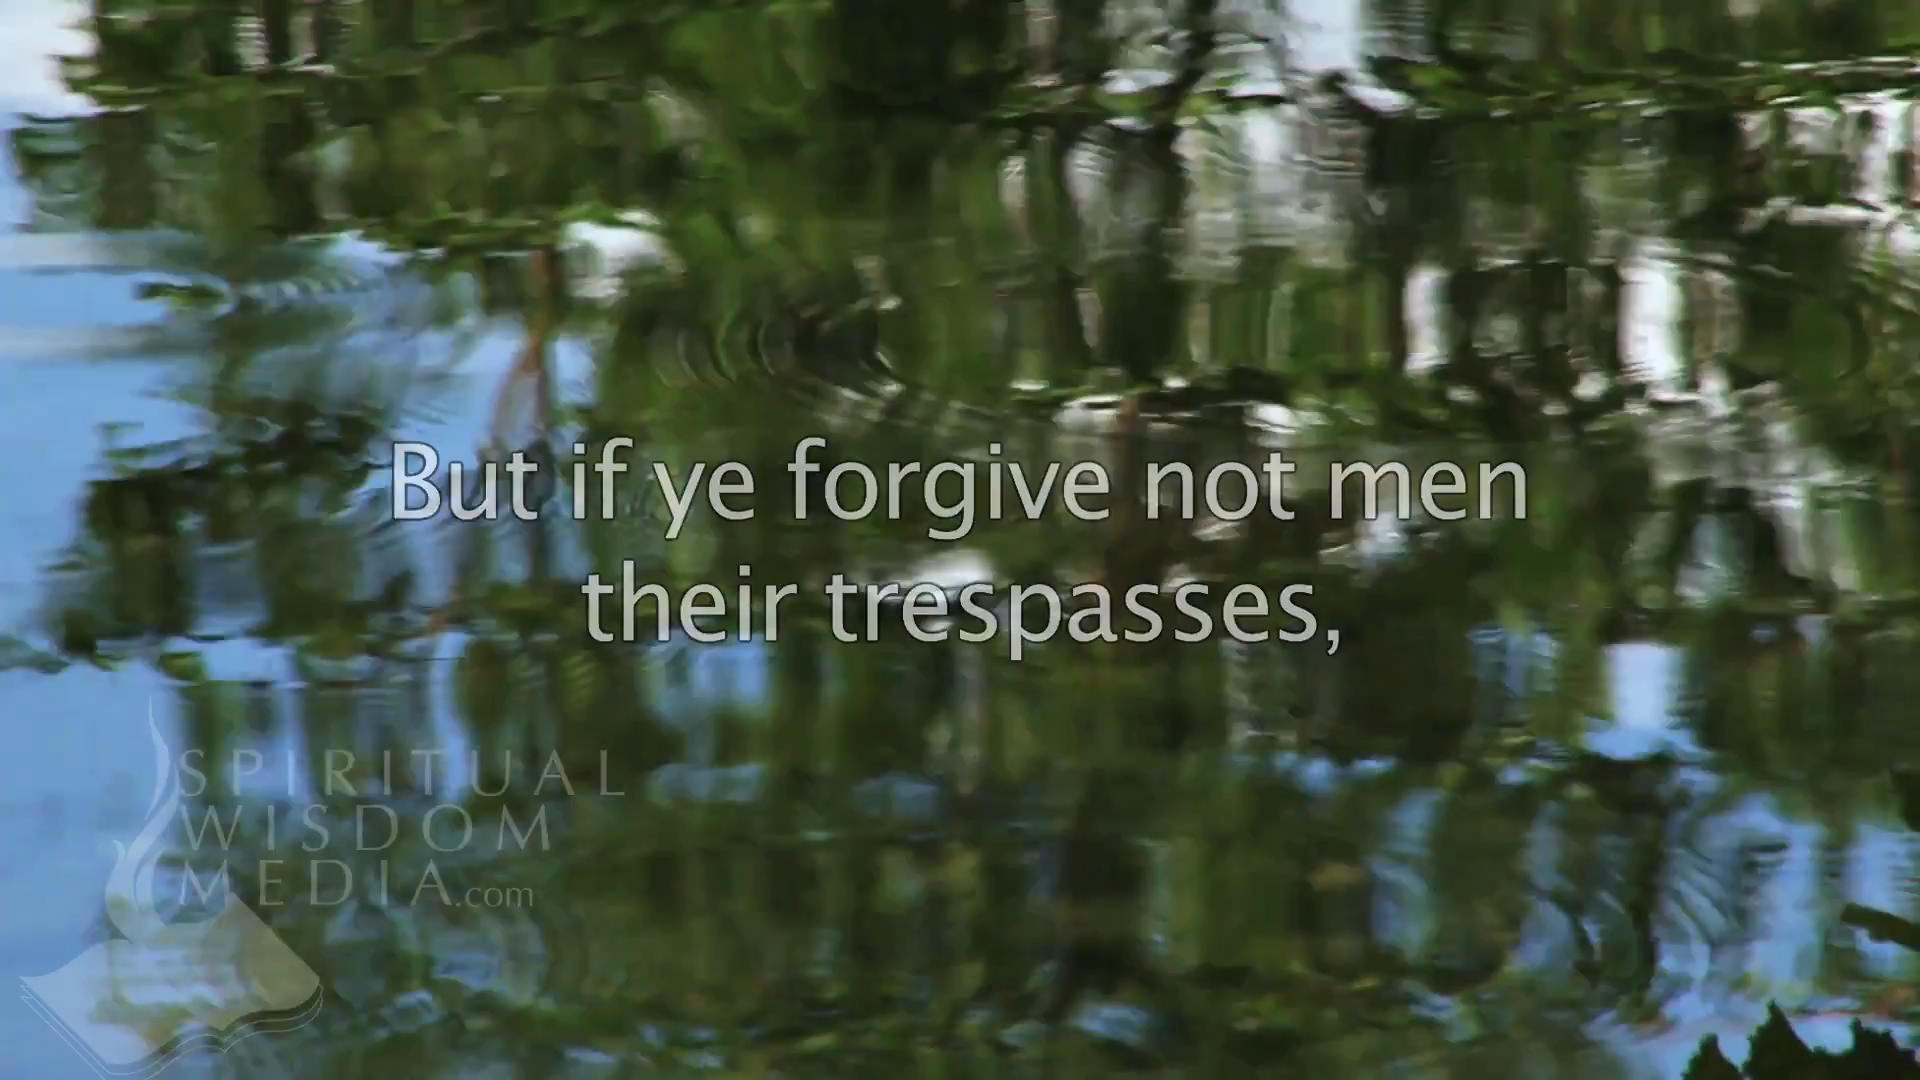 But if ye forgive not men
their trespasses,
SPIRITUAL
WISDOM
MEDIA.com